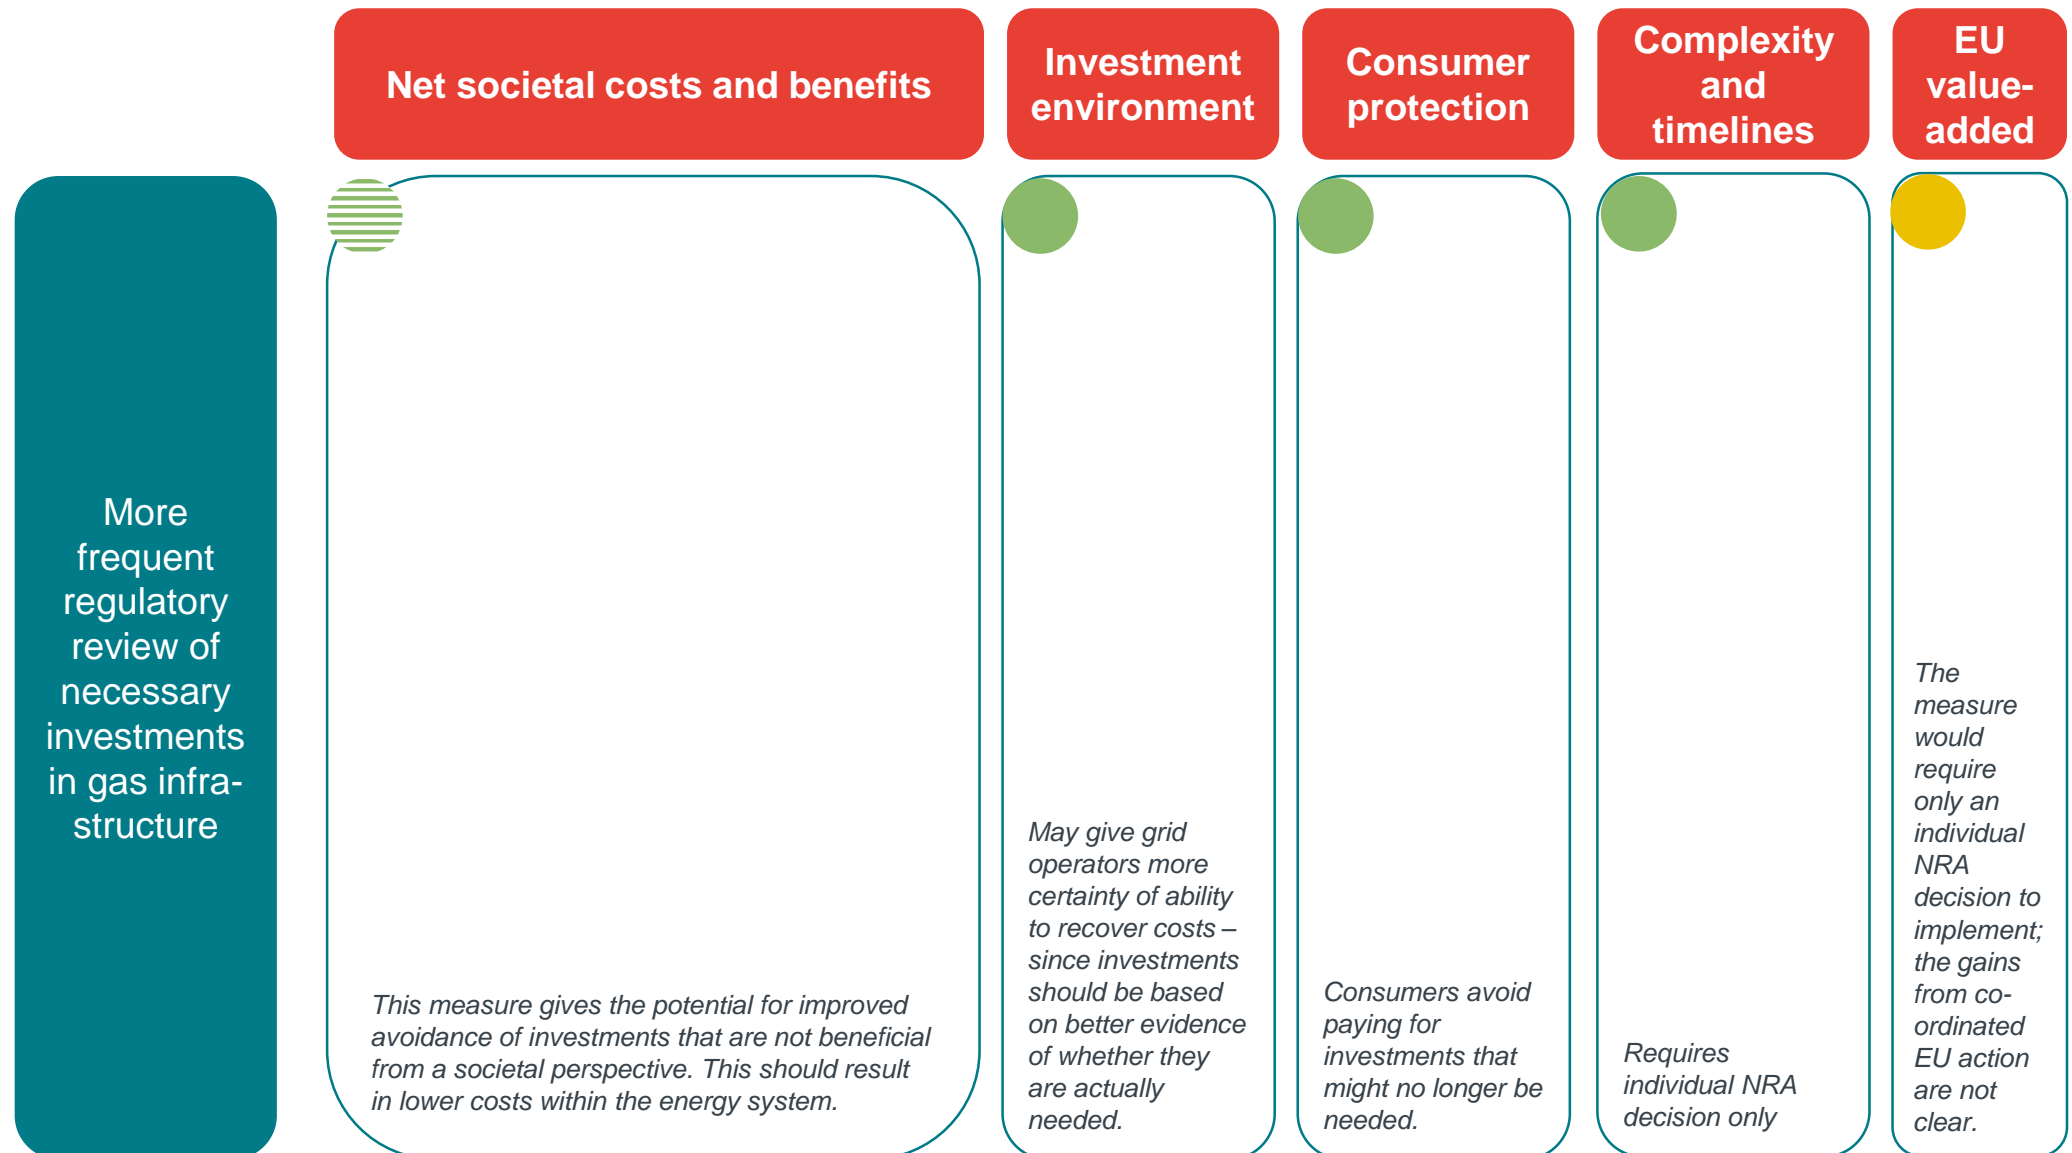 Net societal costs and benefits
Investment
environment
Consumer
protection
Complexity
and
timelines
EU
value-
added
More
frequent
regulatory
review of
necessary
investments
in gas infra-
structure
This measure gives the potential for improved
avoidance of investments that are not beneficial
from a societal perspective. This should result
in lower costs within the energy system.
May give grid
operators more
certainty of ability
to recover costs –
since investments
should be based
on better evidence
of whether they
are actually
needed.
Consumers avoid
paying for
investments that
might no longer be
needed.
Requires
individual NRA
decision only
The
measure
would
require
only an
individual
NRA
decision to
implement;
the gains
from co-
ordinated
EU action
are not
clear.